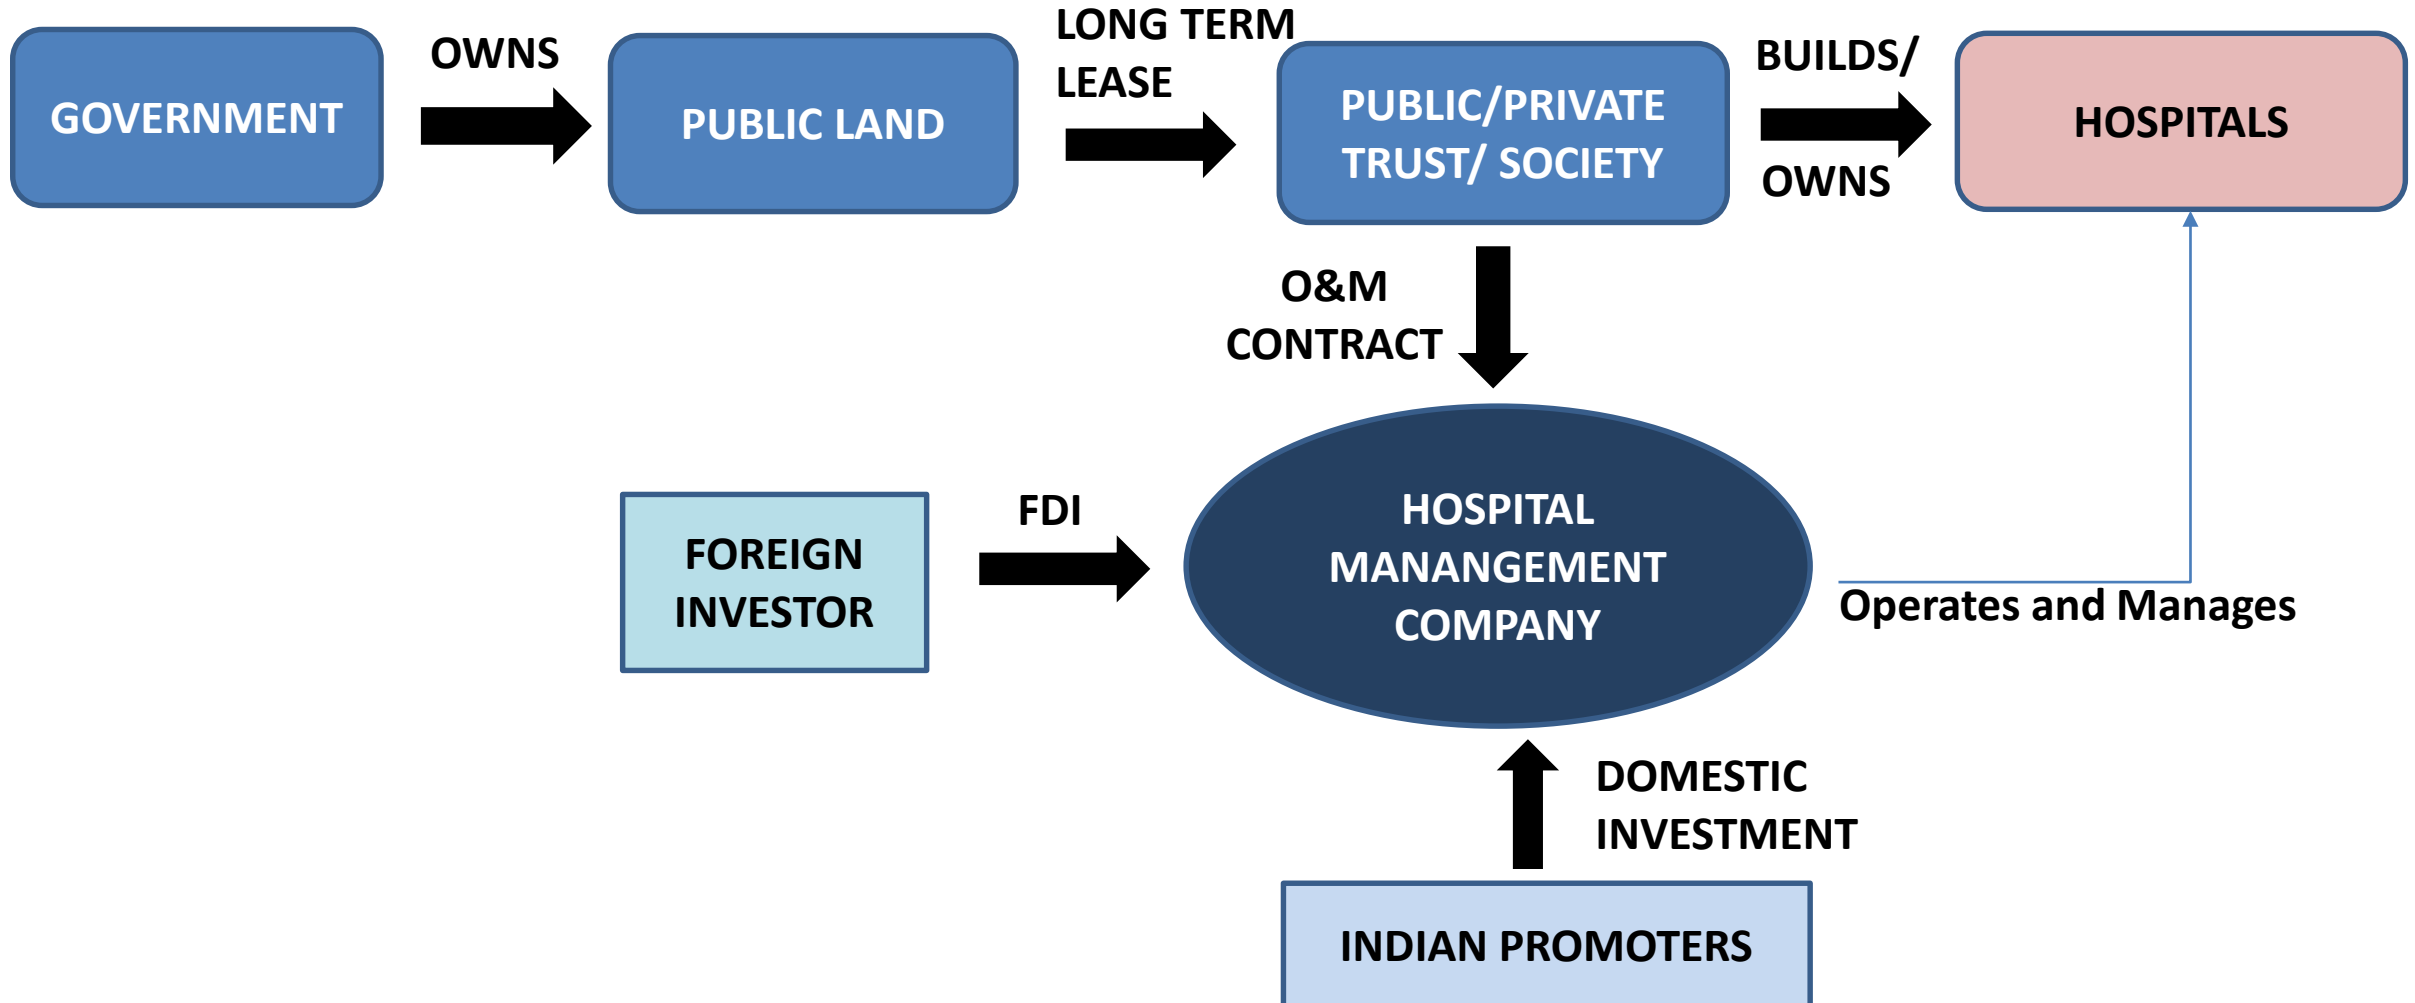 GOVERNMENT
OWNS
PUBLIC LAND
LONG TERM
LEASE
PUBLIC/PRIVATE
TRUST/ SOCIETY
BUILDS/
OWNS
HOSPITALS
O&M
CONTRACT
FOREIGN
INVESTOR
FDI
HOSPITAL
MANANGEMENT
COMPANY
Operates and Manages
DOMESTIC
INVESTMENT
INDIAN PROMOTERS